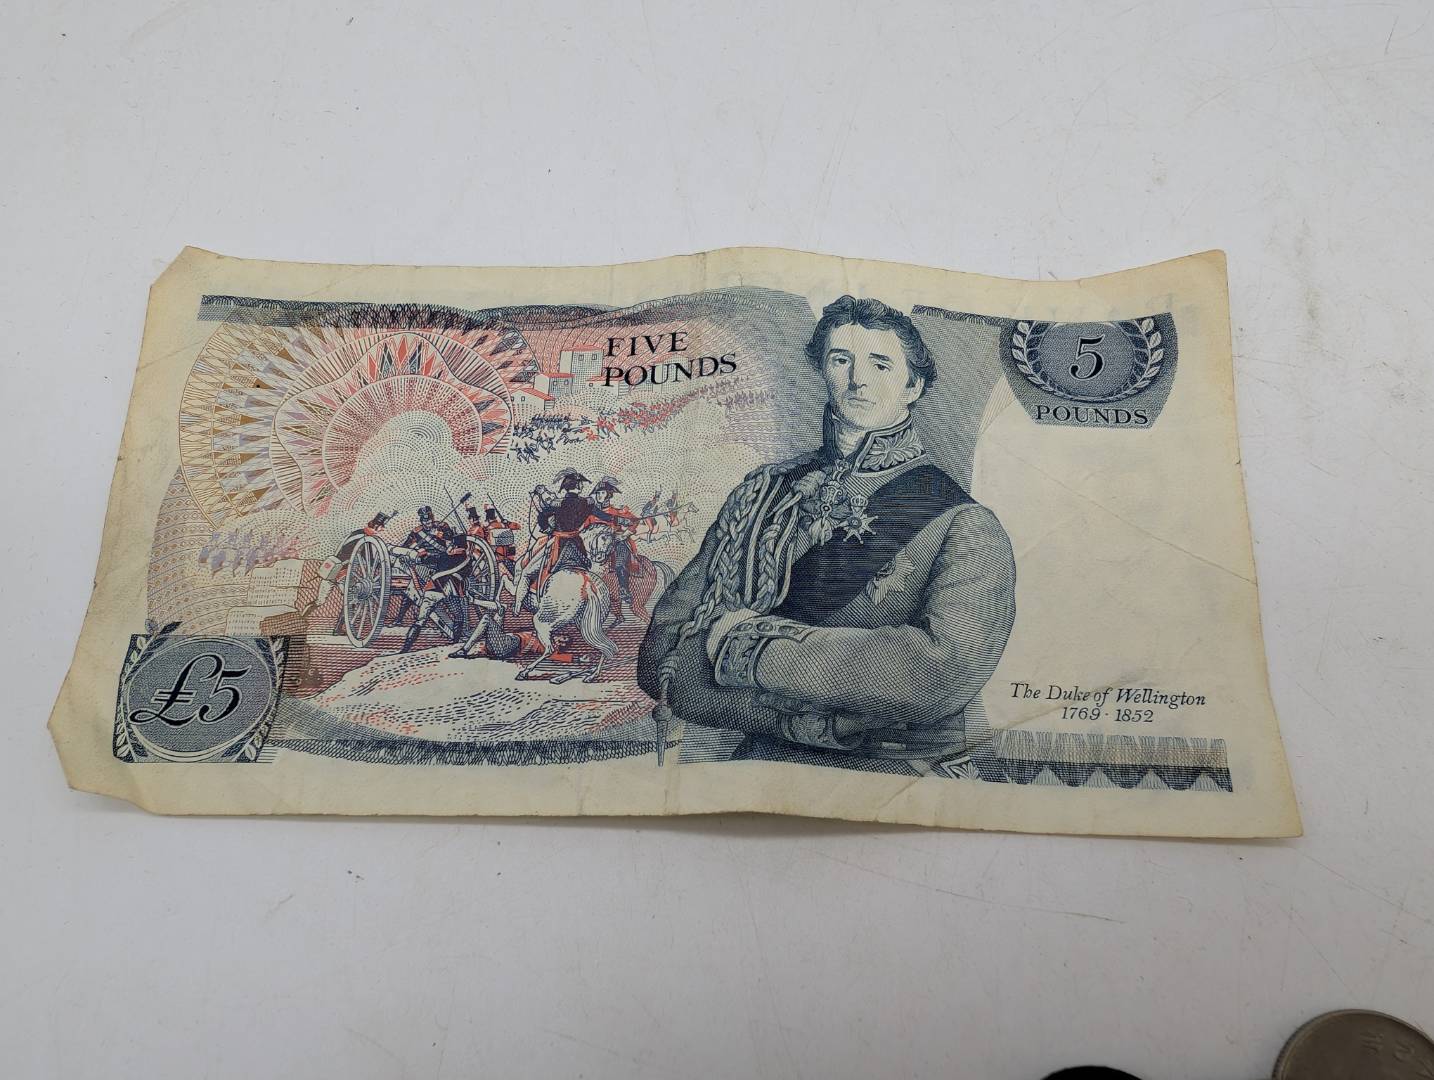 FIVE
POUNDS
5
POUNDS
£5
The Duke of Wellington
1769 · 1852